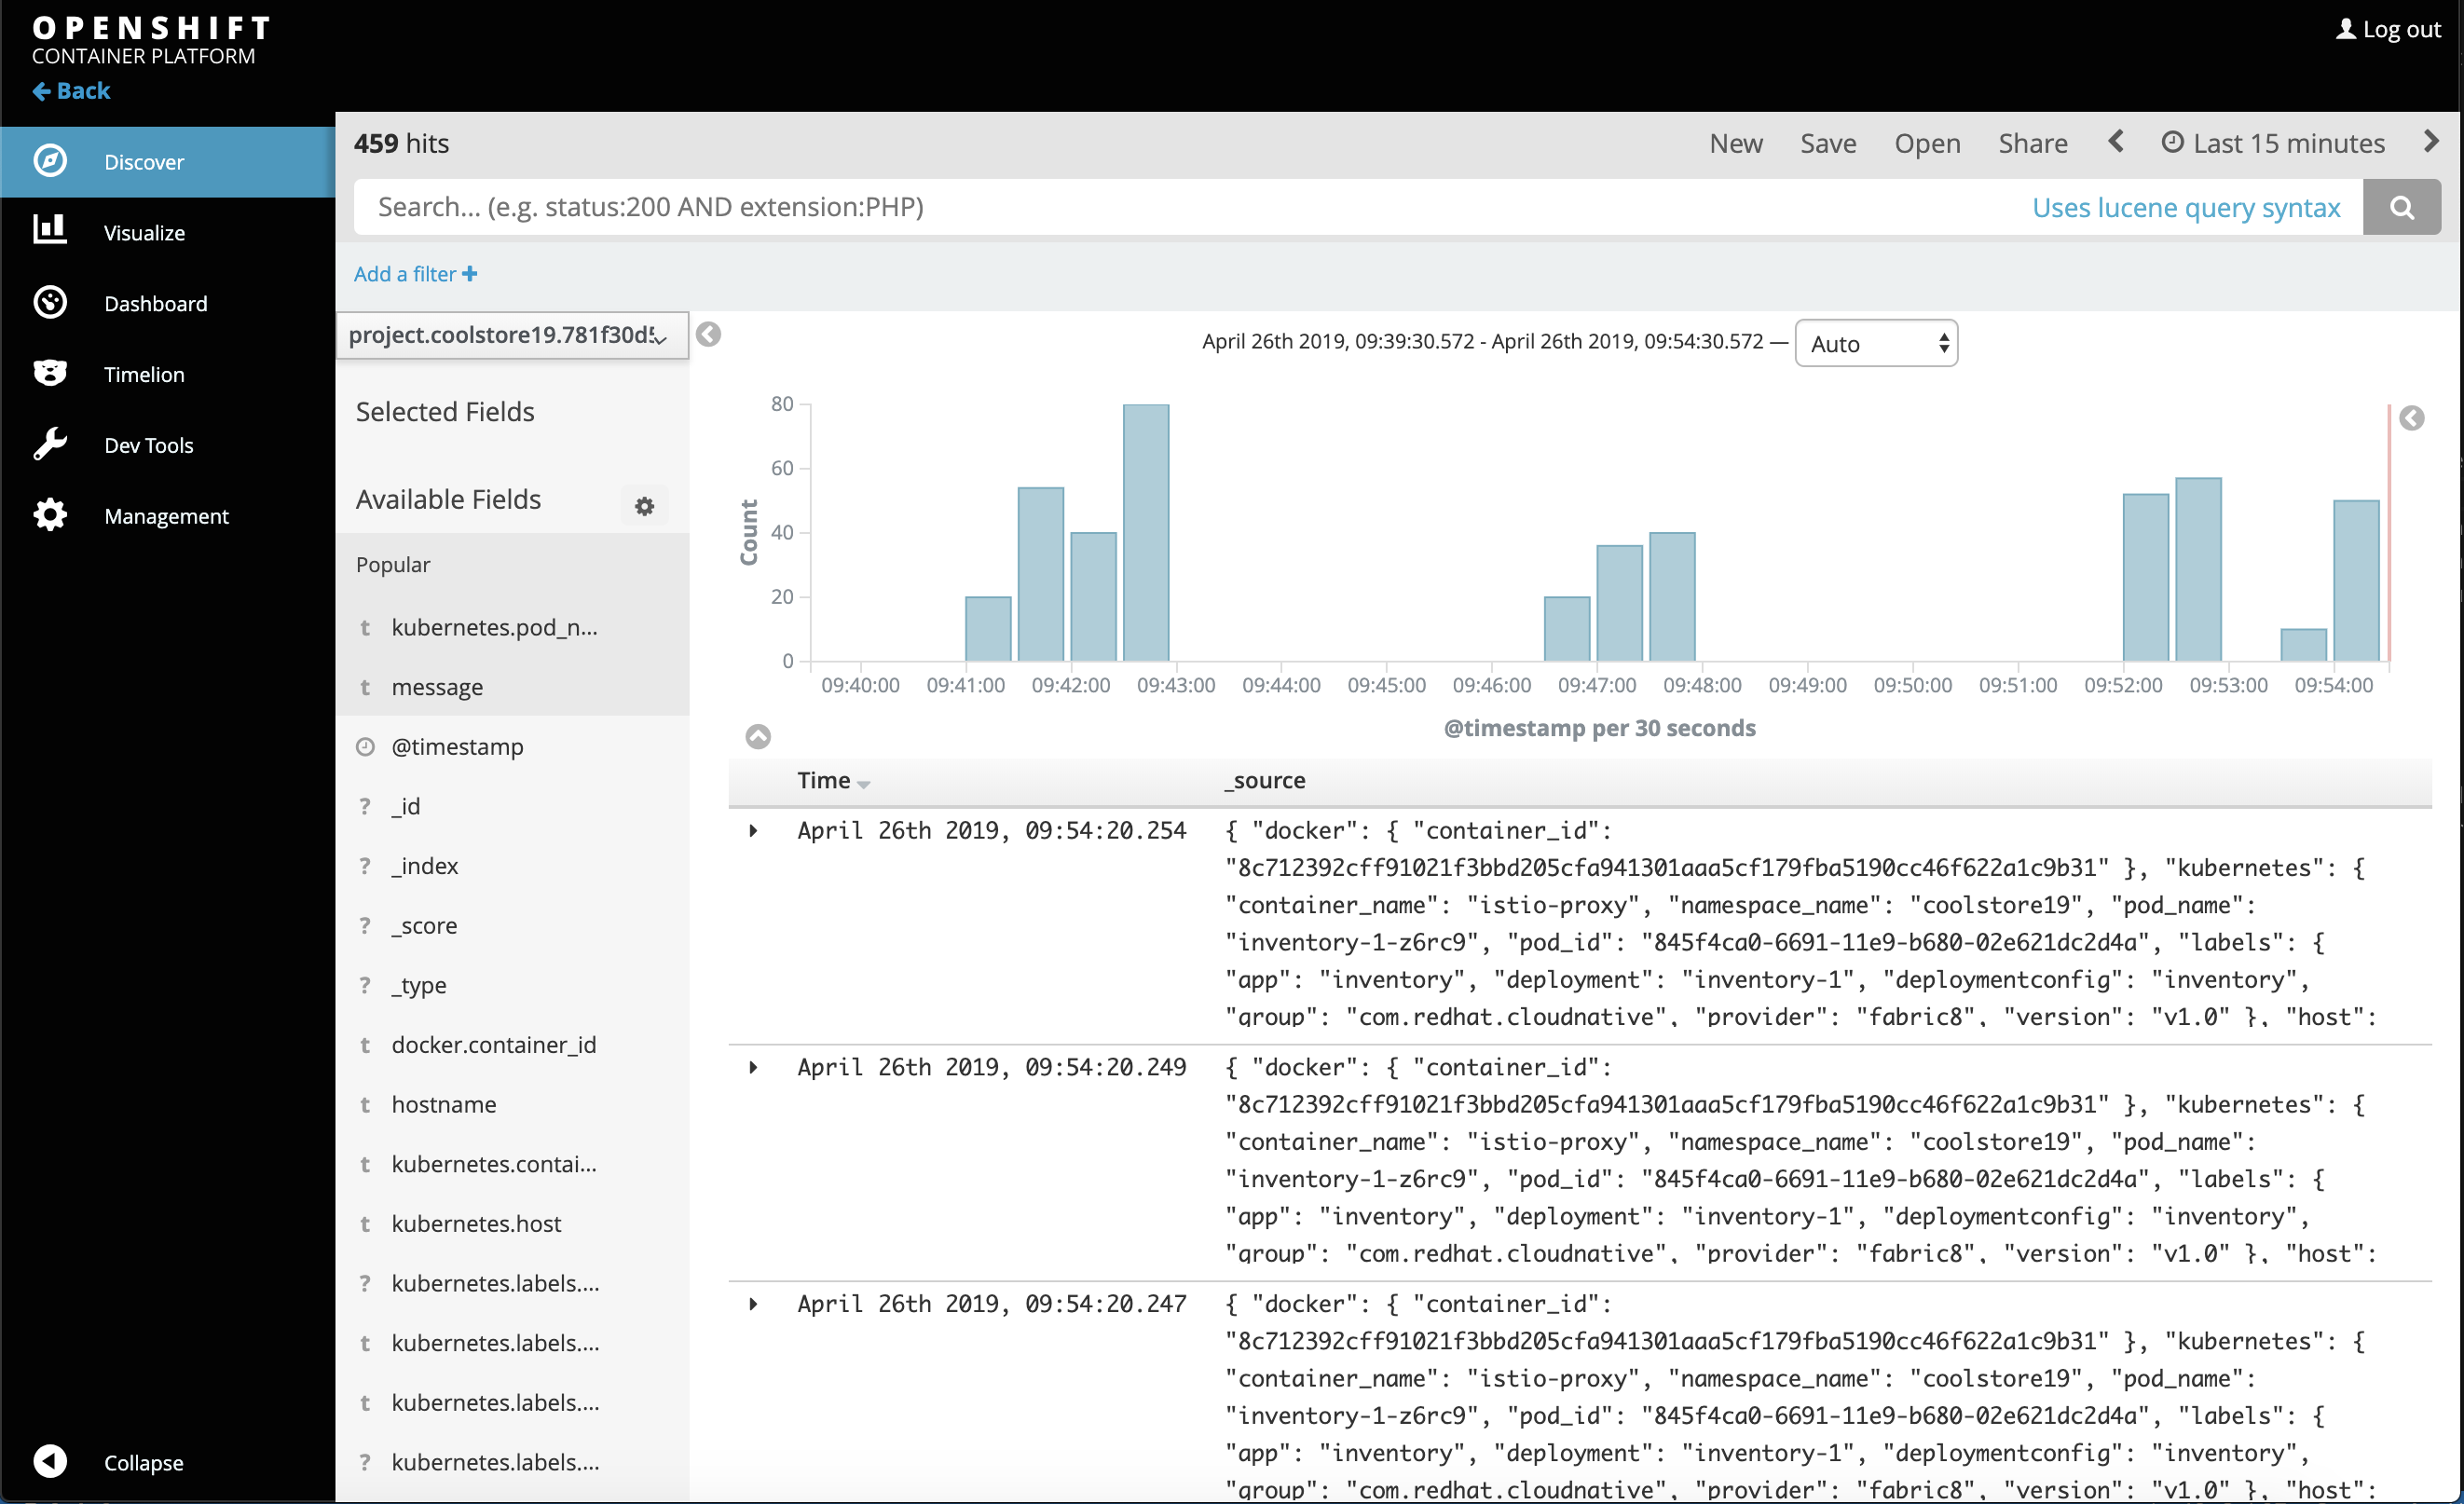 OPENSHIFT
CONTAINER PLATFORM
Back
Log out
Discover
Visualize
Dashboard
Timelion
Dev Tools
Management
Collapse
459 hits
New Save Open Share Last 15 minutes
Search... (e.g. status:200 AND extension:PHP) Uses lucene query syntax
Add a filter
project.coolstore19.781f30d5
April 26th 2019, 09:39:30.572 - April 26th 2019, 09:54:30.572 — Auto
Selected Fields
Available Fields
Popular
t kubernetes.pod_n...
t message
@timestamp
? _id
? _index
? _score
? _type
t docker.container_id
t hostname
t kubernetes.contai...
t kubernetes.host
? kubernetes.labels....
t kubernetes.labels....
t kubernetes.labels....
? kubernetes.labels....
Count
80
60
40
20
0
09:40:00 09:41:00 09:42:00 09:43:00 09:44:00 09:45:00 09:46:00 09:47:00 09:48:00 09:49:00 09:50:00 09:51:00 09:52:00 09:53:00 09:54:00
@timestamp per 30 seconds
Time _source
April 26th 2019, 09:54:20.254 { "docker": { "container_id":
"8c712392cff91021f3bbd205cfa941301aaa5cf179fba5190cc46f622a1c9b31" }, "kubernetes": {
"container_name": "istio-proxy", "namespace_name": "coolstore19", "pod_name":
"inventory-1-z6rc9", "pod_id": "845f4ca0-6691-11e9-b680-02e621dc2d4a", "labels": {
"app": "inventory", "deployment": "inventory-1", "deploymentconfig": "inventory",
"group": "com.redhat.cloudnative", "provider": "fabric8", "version": "v1.0" }, "host":
April 26th 2019, 09:54:20.249 { "docker": { "container_id":
"8c712392cff91021f3bbd205cfa941301aaa5cf179fba5190cc46f622a1c9b31" }, "kubernetes": {
"container_name": "istio-proxy", "namespace_name": "coolstore19", "pod_name":
"inventory-1-z6rc9", "pod_id": "845f4ca0-6691-11e9-b680-02e621dc2d4a", "labels": {
"app": "inventory", "deployment": "inventory-1", "deploymentconfig": "inventory",
"group": "com.redhat.cloudnative", "provider": "fabric8", "version": "v1.0" }, "host":
April 26th 2019, 09:54:20.247 { "docker": { "container_id":
"8c712392cff91021f3bbd205cfa941301aaa5cf179fba5190cc46f622a1c9b31" }, "kubernetes": {
"container_name": "istio-proxy", "namespace_name": "coolstore19", "pod_name":
"inventory-1-z6rc9", "pod_id": "845f4ca0-6691-11e9-b680-02e621dc2d4a", "labels": {
"app": "inventory", "deployment": "inventory-1", "deploymentconfig": "inventory",
"group": "com.redhat.cloudnative", "provider": "fabric8", "version": "v1.0" }, "host":